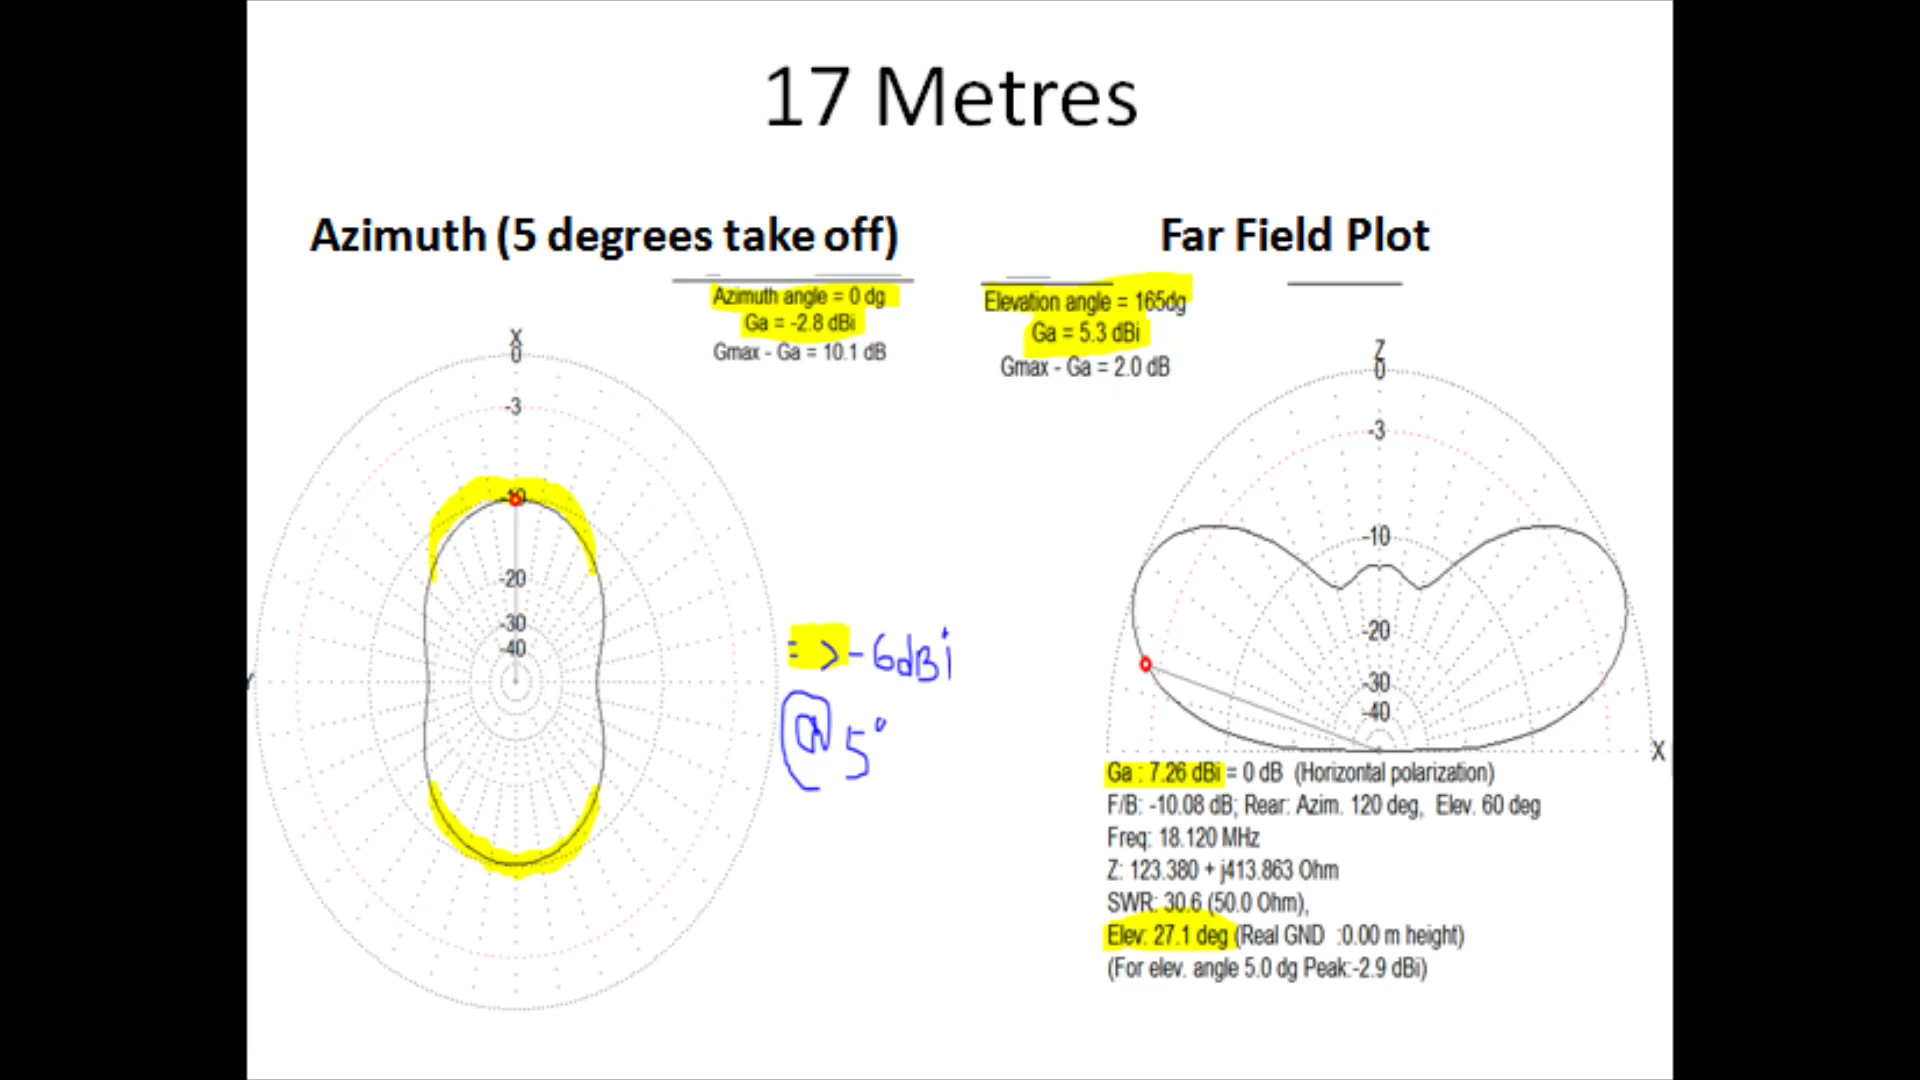 17 Metres
Azimuth (5 degrees take off)
Azimuth angle = 0 dg
Ga = -2.8 dBi
Gmax - Ga = 10.1 dB
X
0
-3
-10
-20
-30
-40
Y
=> -6dBi
@ 5°
Far Field Plot
Elevation angle = 165dg
Ga = 5.3 dBi
Gmax - Ga = 2.0 dB
Z
0
-3
-10
-20
-30
-40
X
Ga : 7.26 dBi = 0 dB (Horizontal polarization)
F/B: -10.08 dB; Rear: Azim. 120 deg, Elev. 60 deg
Freq: 18.120 MHz
Z: 123.380 + j413.863 Ohm
SWR: 30.6 (50.0 Ohm),
Elev: 27.1 deg (Real GND :0.00 m height)
(For elev. angle 5.0 dg Peak:-2.9 dBi)